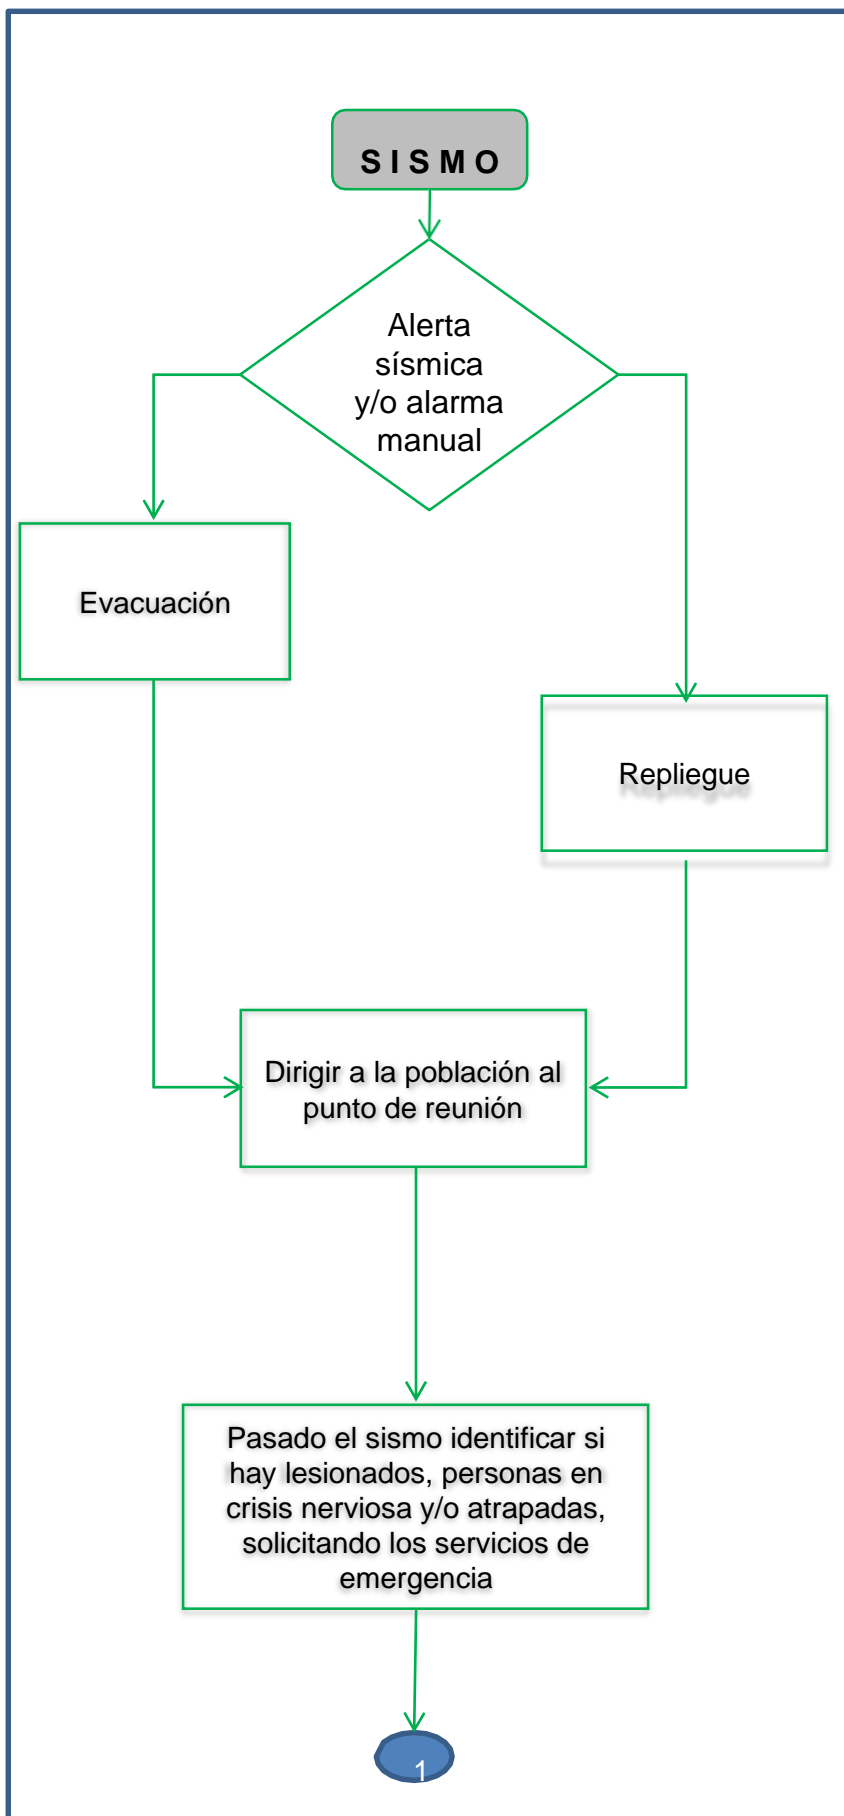 S I S M O
Alerta
sísmica
y/o alarma
manual
Evacuación
Repliegue
Dirigir a la población al
punto de reunión
Pasado el sismo identificar si
hay lesionados, personas en
crisis nerviosa y/o atrapadas,
solicitando los servicios de
emergencia
1